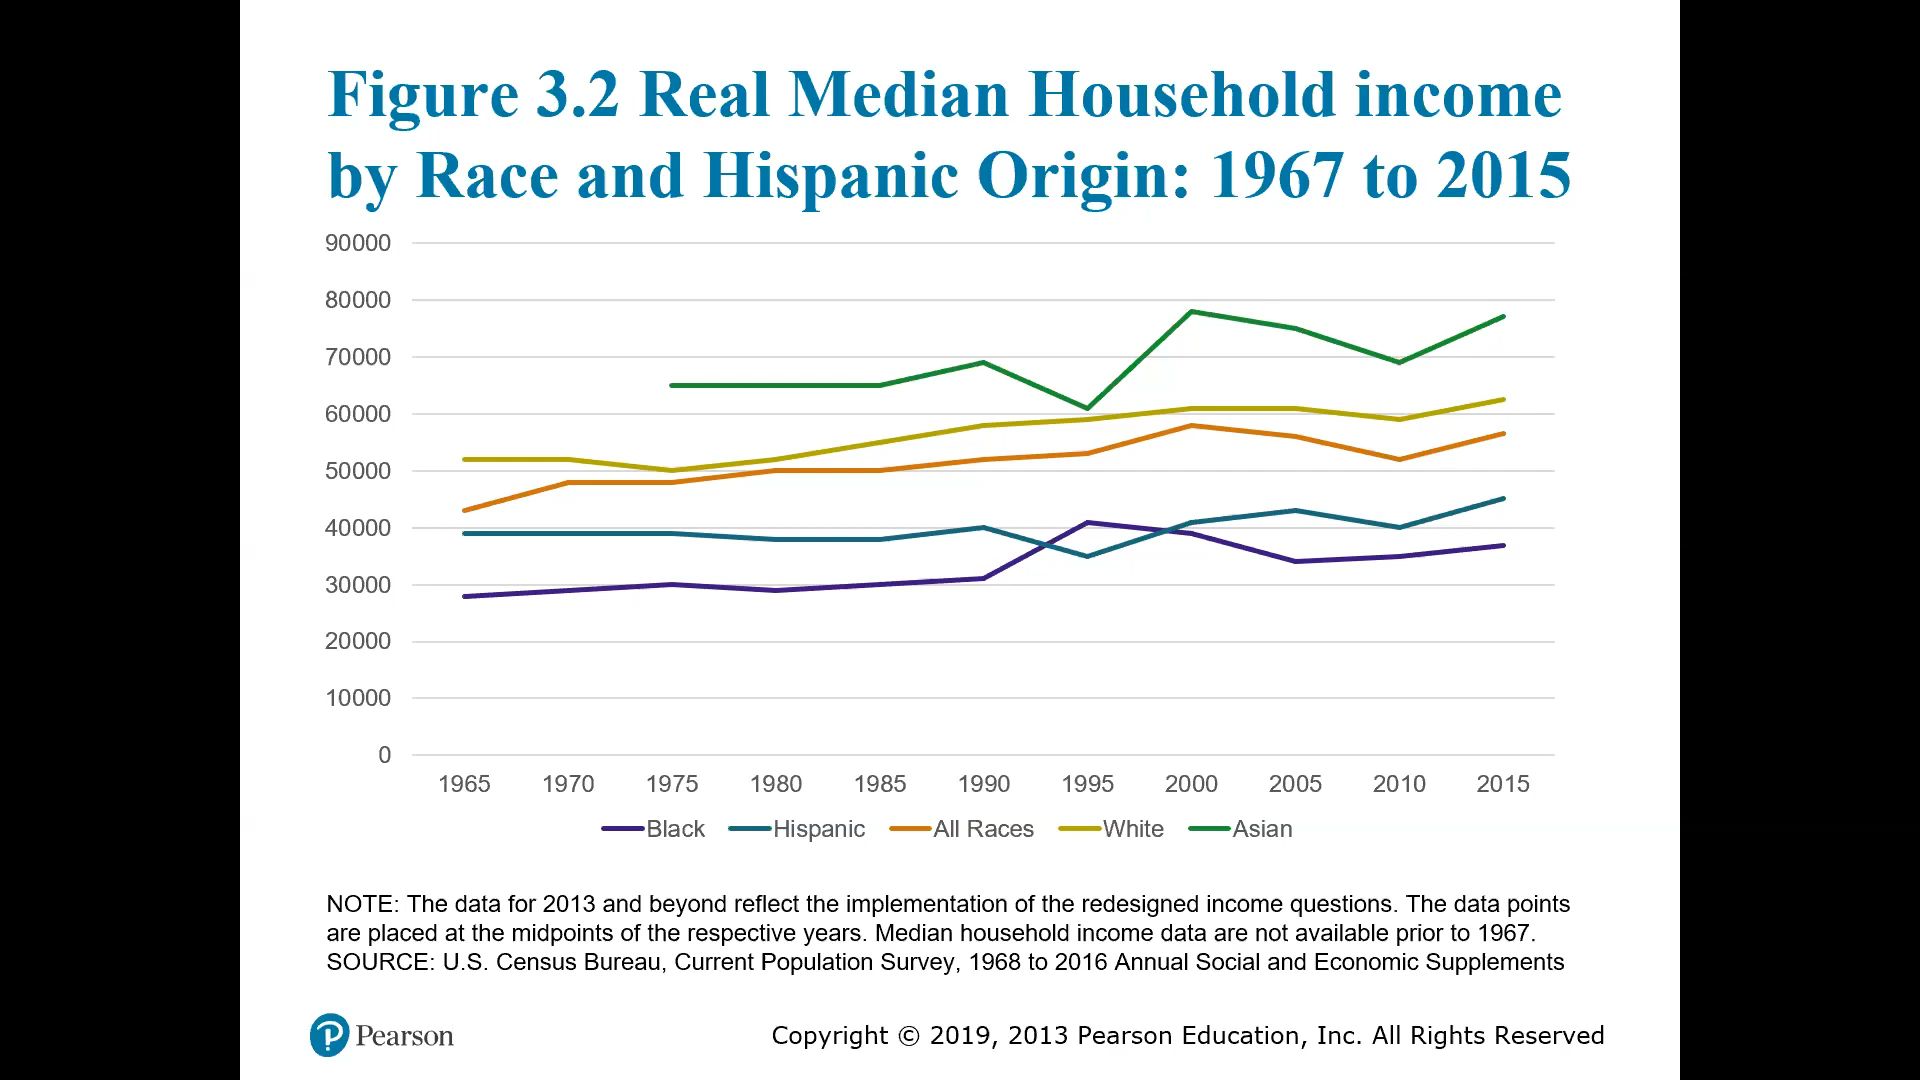 Figure 3.2 Real Median Household income
by Race and Hispanic Origin: 1967 to 2015
90000
80000
70000
60000
50000
40000
30000
20000
10000
0
1965 1970 1975 1980 1985 1990 1995 2000 2005 2010 2015
Black Hispanic All Races White Asian
NOTE: The data for 2013 and beyond reflect the implementation of the redesigned income questions. The data points
are placed at the midpoints of the respective years. Median household income data are not available prior to 1967.
SOURCE: U.S. Census Bureau, Current Population Survey, 1968 to 2016 Annual Social and Economic Supplements
P Pearson
Copyright © 2019, 2013 Pearson Education, Inc. All Rights Reserved